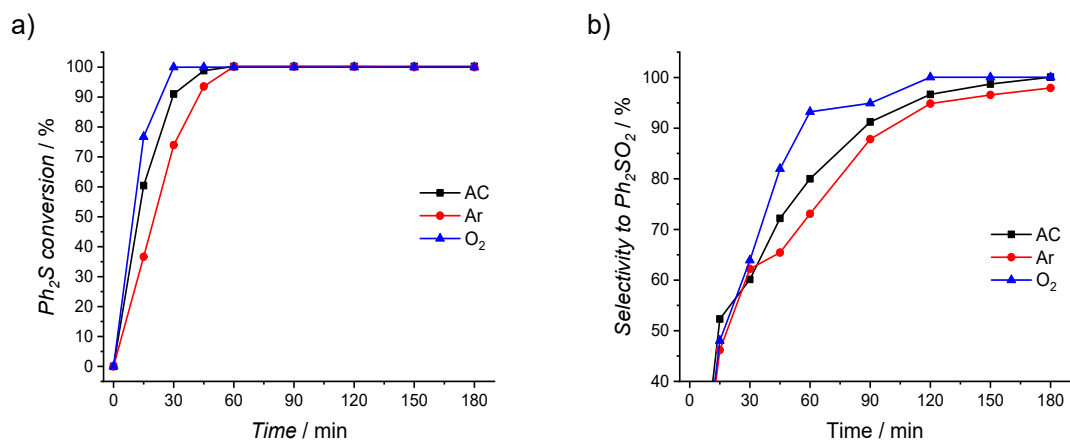 a)
Ph₂S conversion / %
100
90
80
70
60
50
40
30
20
10
0
AC
Ar
O₂
0 30 60 90 120 150 180
Time / min
b)
Selectivity to Ph₂SO₂ / %
100
90
80
70
60
50
40
AC
Ar
O₂
0 30 60 90 120 150 180
Time / min